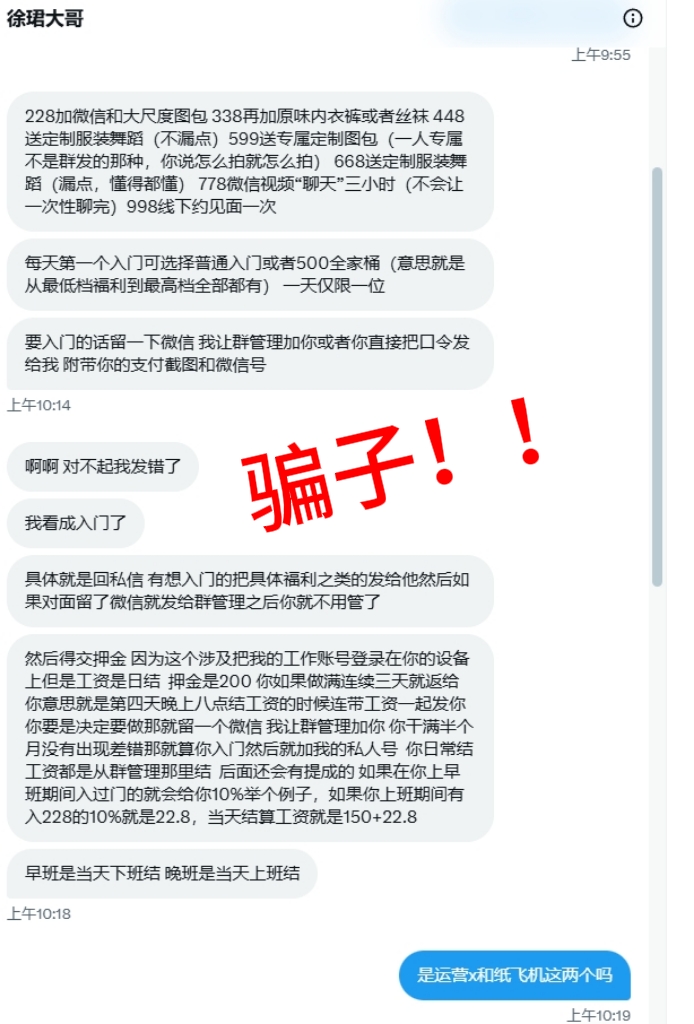 徐珺大哥
上午9:55
228加微信和大尺度图包 338再加原味内衣裤或者丝袜 448
送定制服装舞蹈（不漏点）599送专属定制图包（一人专属
不是群发的那种，你说怎么拍就怎么拍） 668送定制服装舞
蹈（漏点，懂得都懂） 778微信视频“聊天”三小时（不会让
一次性聊完）998线下约见面一次
每天第一个入门可选择普通入门或者500全家桶（意思就是
从最低档福利到最高档全部都有） 一天仅限一位
要入门的话留一下微信 我让群管理加你或者你直接把口令发
给我 附带你的支付截图和微信号
上午10:14
啊啊 对不起我发错了
我看成入门了
骗子！！
具体就是回私信 有想入门的把具体福利之类的发给他然后如
果对面留了微信就发给群管理之后你就不用管了
然后得交押金 因为这个涉及把我的工作账号登录在你的设备
上但是工资是日结 押金是200 你如果做满连续三天就返给
你意思就是第四天晚上八点结工资的时候连带工资一起发你
你要是决定要做那就留一个微信 我让群管理加你 你干满半个
月没有出现差错那就算你入门然后就加我的私人号 你日常结
工资都是从群管理那里结 后面还会有提成的 如果在你上早
班期间入过门的就会给你10%举个例子，如果你上班期间有
入228的10%就是22.8，当天结算工资就是150+22.8
早班是当天下班结 晚班是当天上班结
上午10:18
是运营x和纸飞机这两个吗
上午10:19